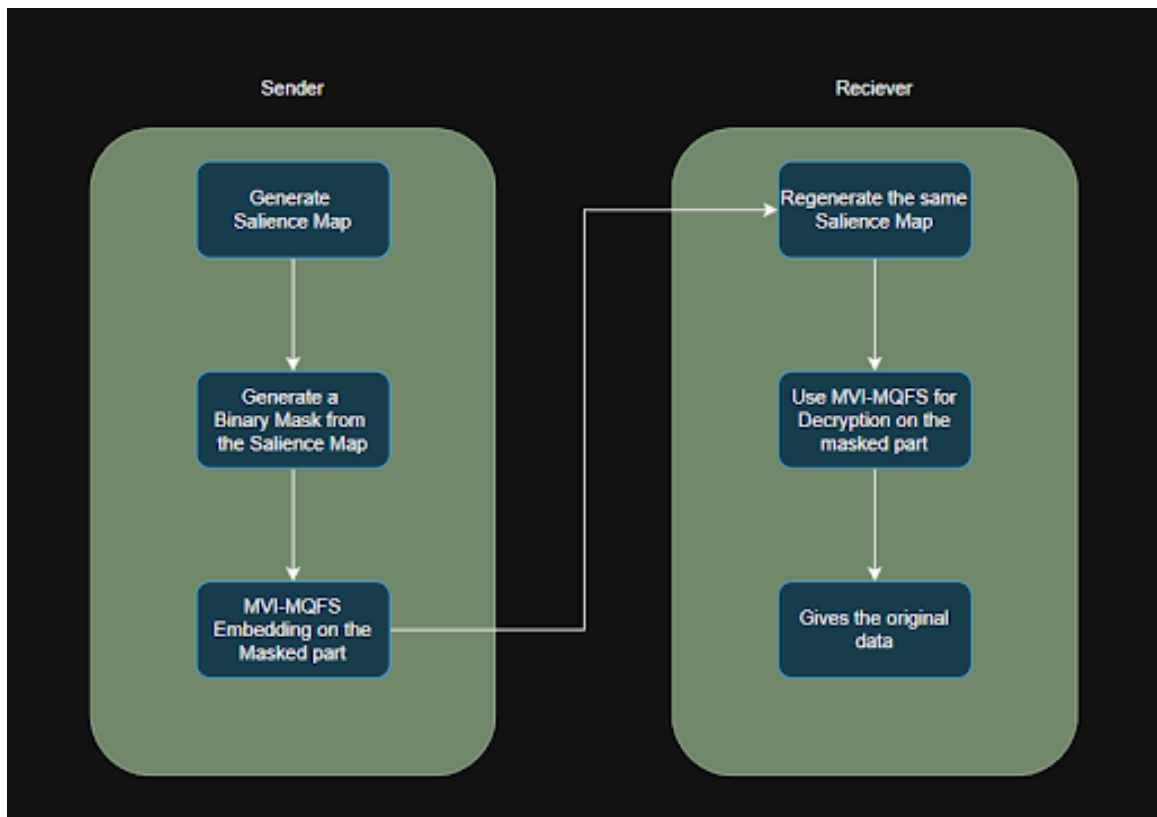 Sender
Generate
Salience Map
Generate a
Binary Mask from
the Salience Map
MVI-MQFS
Embedding on the
Masked part
Reciever
Regenerate the same
Salience Map
Use MVI-MQFS for
Decryption on the
masked part
Gives the original
data